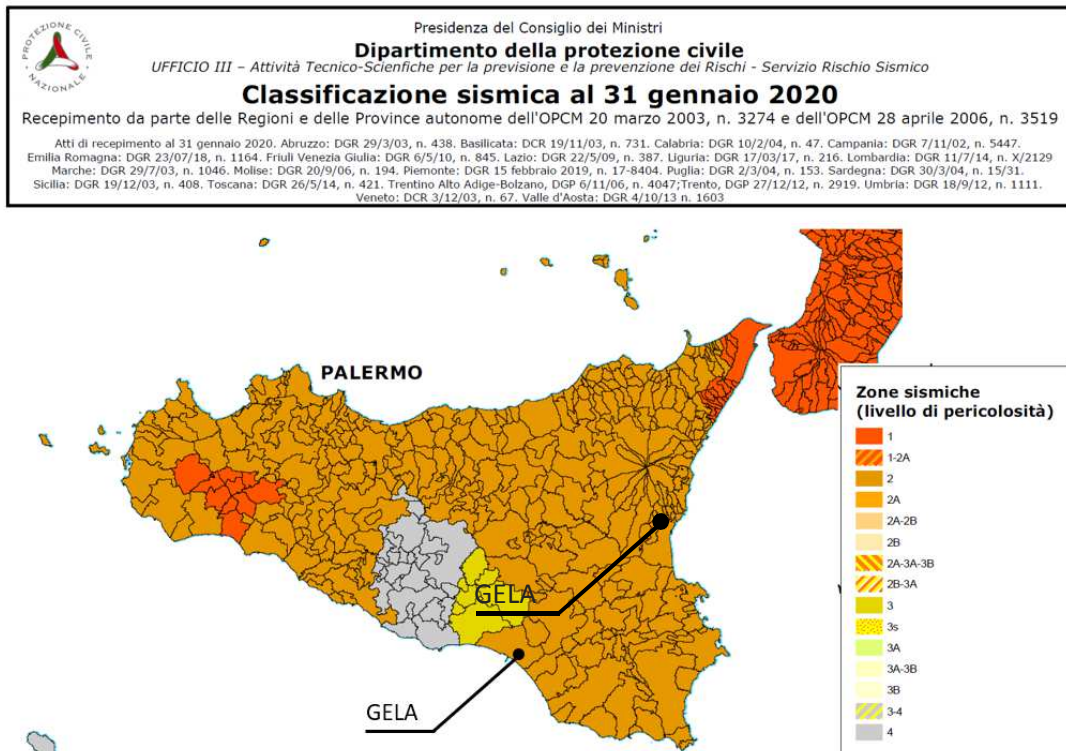 PROTEZIONE CIVILE
NAZIONALE
Presidenza del Consiglio dei Ministri
Dipartimento della protezione civile
UFFICIO III – Attività Tecnico-Scienfiche per la previsione e la prevenzione dei Rischi - Servizio Rischio Sismico
Classificazione sismica al 31 gennaio 2020
Recepimento da parte delle Regioni e delle Province autonome dell'OPCM 20 marzo 2003, n. 3274 e dell'OPCM 28 aprile 2006, n. 3519
Atti di recepimento al 31 gennaio 2020. Abruzzo: DGR 29/3/03, n. 438. Basilicata: DCR 19/11/03, n. 731. Calabria: DGR 10/2/04, n. 47. Campania: DGR 7/11/02, n. 5447.
Emilia Romagna: DGR 23/07/18, n. 1164. Friuli Venezia Giulia: DGR 6/5/10, n. 845. Lazio: DGR 22/5/09, n. 387. Liguria: DGR 17/03/17, n. 216. Lombardia: DGR 11/7/14, n. X/2129
Marche: DGR 29/7/03, n. 1046. Molise: DGR 20/9/06, n. 194. Piemonte: DGR 15 febbraio 2019, n. 17-8404. Puglia: DGR 2/3/04, n. 153. Sardegna: DGR 30/3/04, n. 15/31.
Sicilia: DGR 19/12/03, n. 408. Toscana: DGR 26/5/14, n. 421. Trentino Alto Adige-Bolzano, DGP 6/11/06, n. 4047;Trento, DGP 27/12/12, n. 2919. Umbria: DGR 18/9/12, n. 1111.
Veneto: DCR 3/12/03, n. 67. Valle d'Aosta: DGR 4/10/13 n. 1603
PALERMO
GELA
GELA
Zone sismiche
(livello di pericolosità)
1
1-2A
2
2A
2A-2B
2B
2A-3A-3B
2B-3A
3
3s
3A
3A-3B
3B
3-4
4